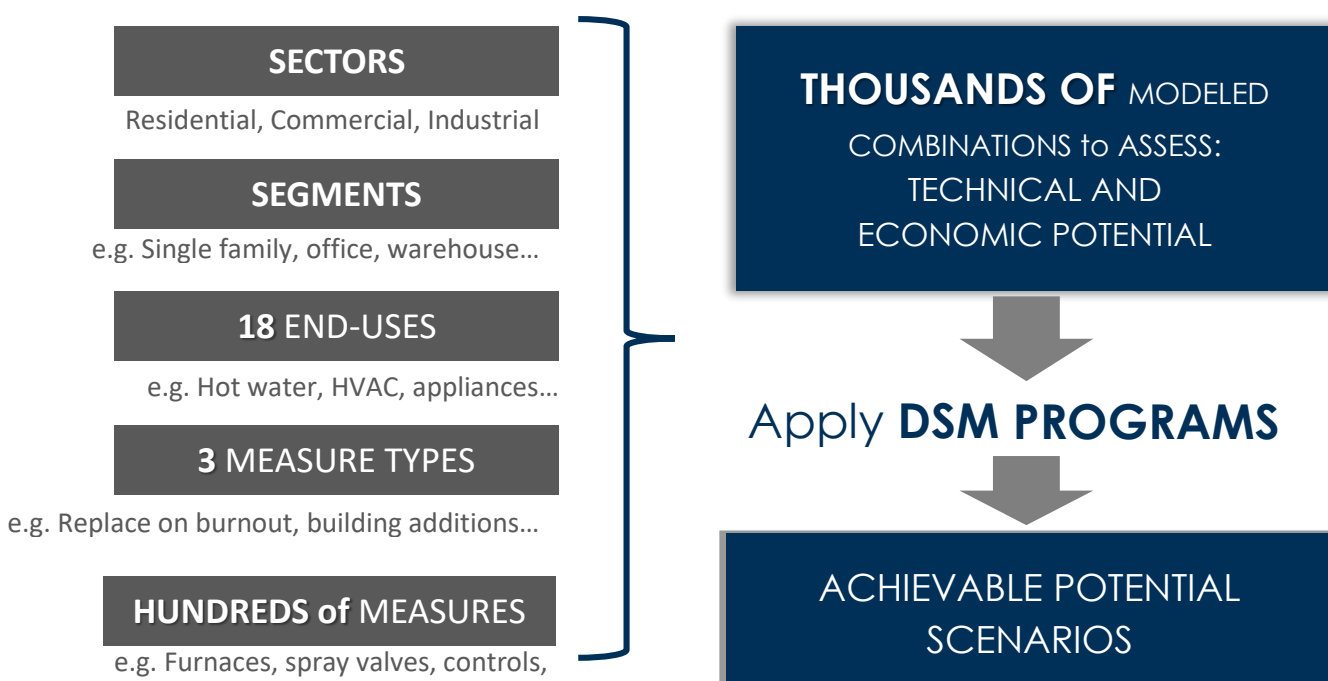 SECTORS
Residential, Commercial, Industrial
SEGMENTS
e.g. Single family, office, warehouse…
18 END-USES
e.g. Hot water, HVAC, appliances…
3 MEASURE TYPES
e.g. Replace on burnout, building additions…
HUNDREDS of MEASURES
e.g. Furnaces, spray valves, controls,
THOUSANDS OF MODELED
COMBINATIONS to ASSESS:
TECHNICAL AND
ECONOMIC POTENTIAL
Apply DSM PROGRAMS
ACHIEVABLE POTENTIAL
SCENARIOS